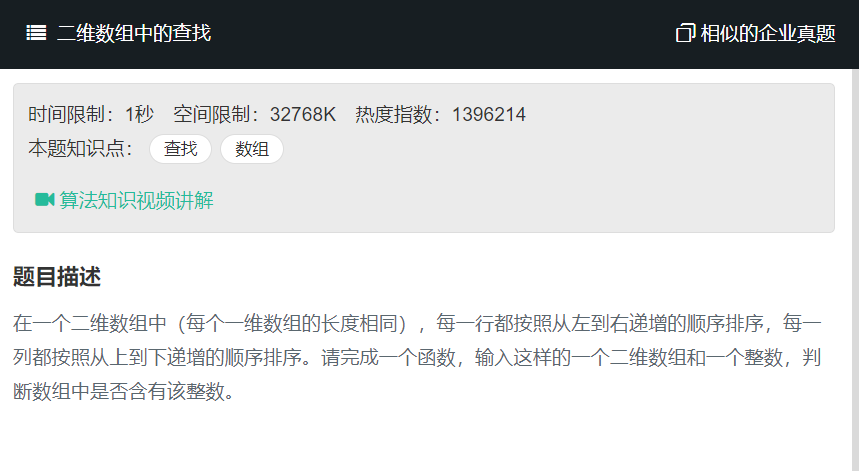 二维数组中的查找
相似的企业真题
时间限制：1秒 空间限制：32768K 热度指数：1396214
本题知识点： 查找 数组
算法知识视频讲解
题目描述
在一个二维数组中（每个一维数组的长度相同），每一行都按照从左到右递增的顺序排序，每一
列都按照从上到下递增的顺序排序。请完成一个函数，输入这样的一个二维数组和一个整数，判
断数组中是否含有该整数。